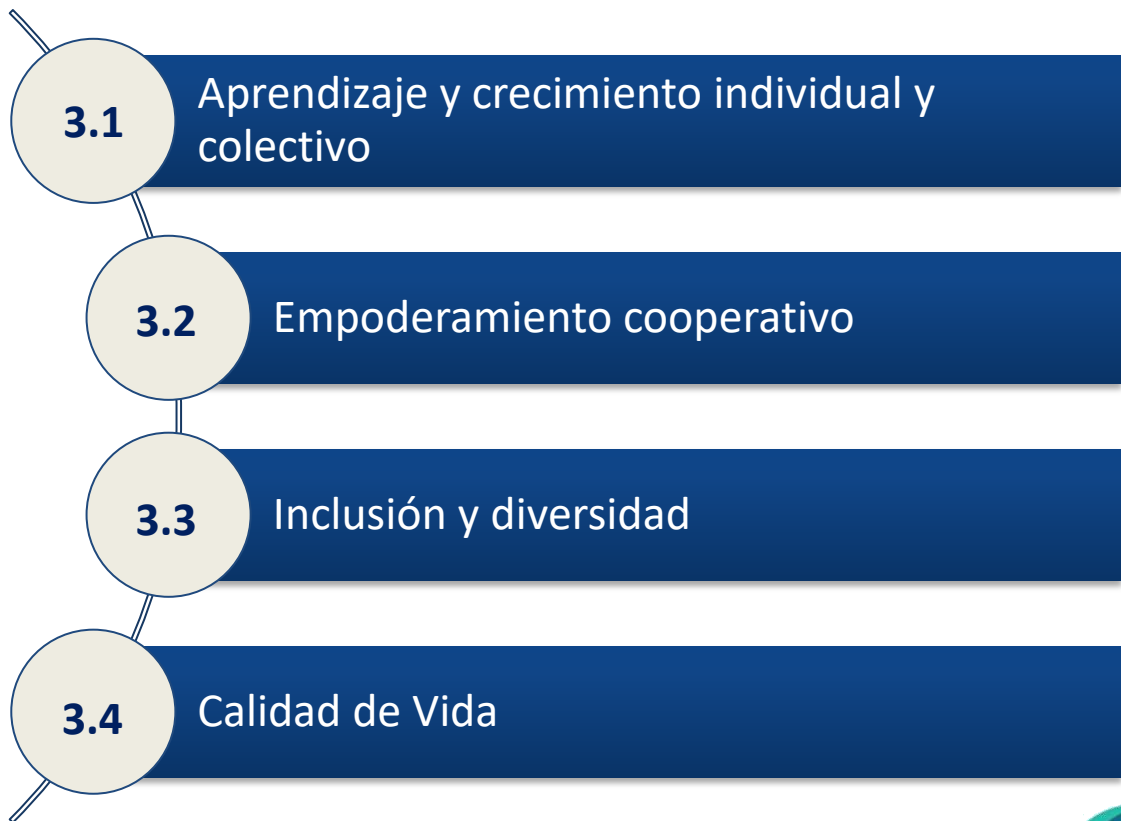 3.1
Aprendizaje y crecimiento individual y
colectivo
3.2
Empoderamiento cooperativo
3.3
Inclusión y diversidad
3.4
Calidad de Vida